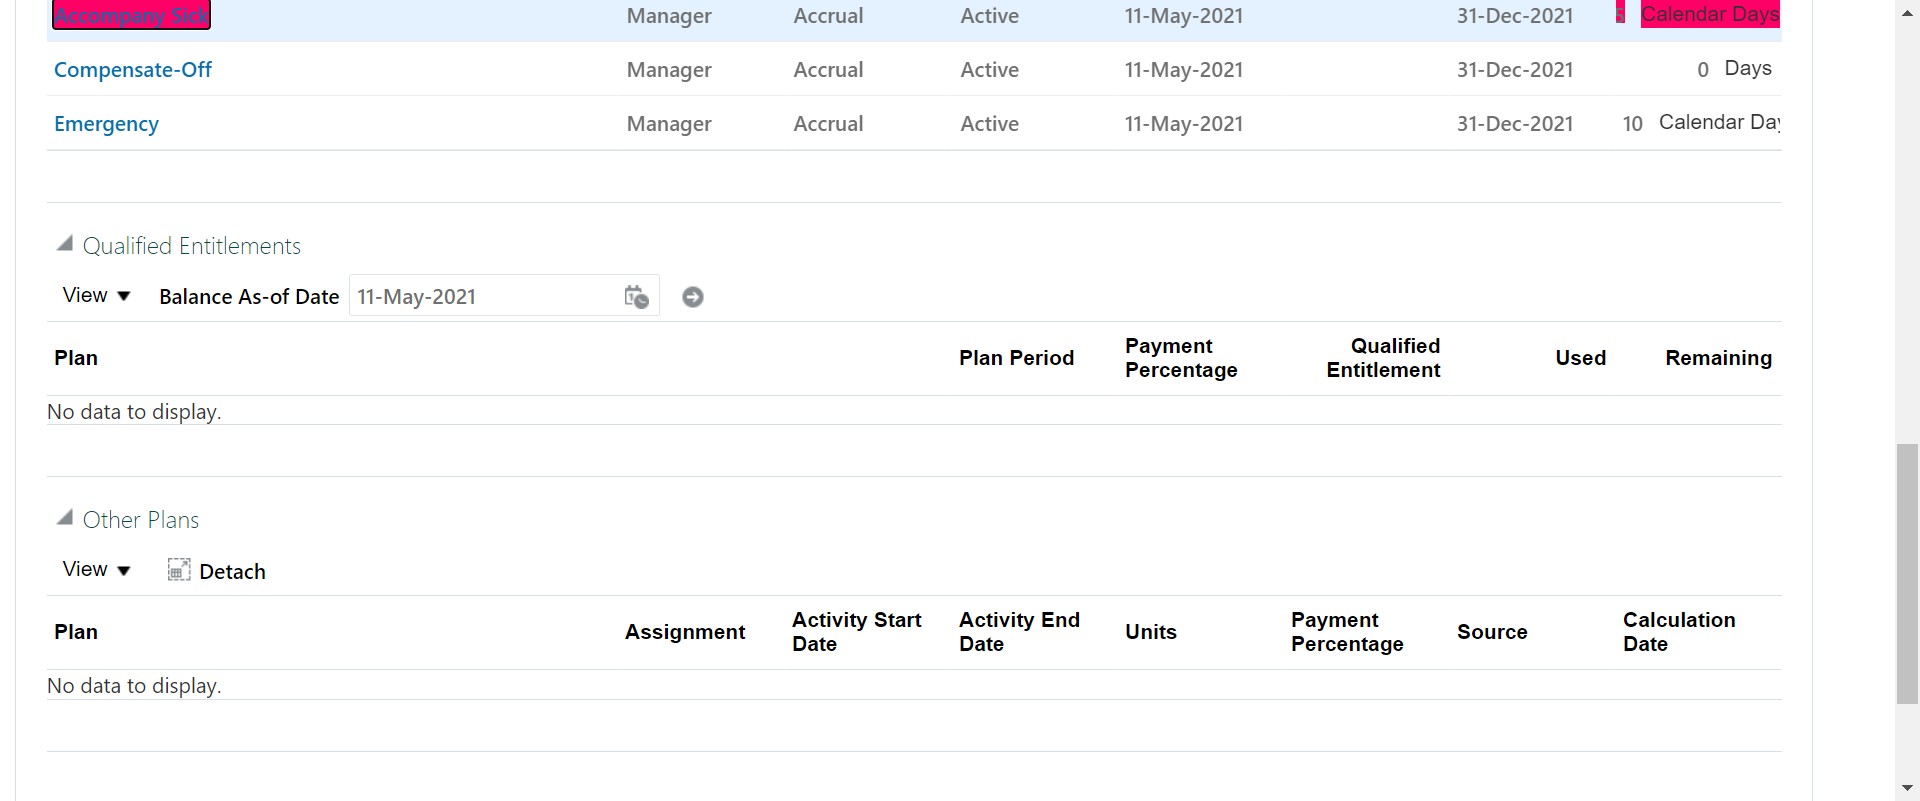 Accompany Sick Manager Accrual Active 11-May-2021 31-Dec-2021 Calendar Days
Compensate-Off Manager Accrual Active 11-May-2021 31-Dec-2021 0 Days
Emergency Manager Accrual Active 11-May-2021 31-Dec-2021 10 Calendar Day
Qualified Entitlements
View Balance As-of Date 11-May-2021
Plan Plan Period Payment Percentage Qualified Entitlement Used Remaining
No data to display.
Other Plans
View Detach
Plan Assignment Activity Start Date Activity End Date Units Payment Percentage Source Calculation Date
No data to display.